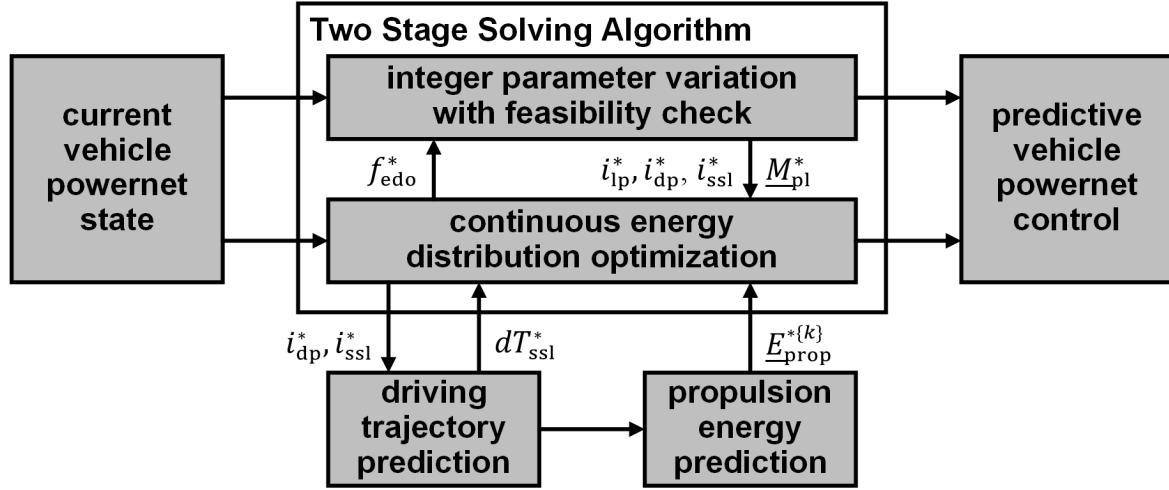 Two Stage Solving Algorithm
current
vehicle
powernet
state
integer parameter variation
with feasibility check
predictive
vehicle
powernet
control
f*edo
i*lp, i*dp, i*ssl
M*pl
continuous energy
distribution optimization
i*dp, i*ssl
dT*ssl
E*{k}prop
driving
trajectory
prediction
propulsion
energy
prediction